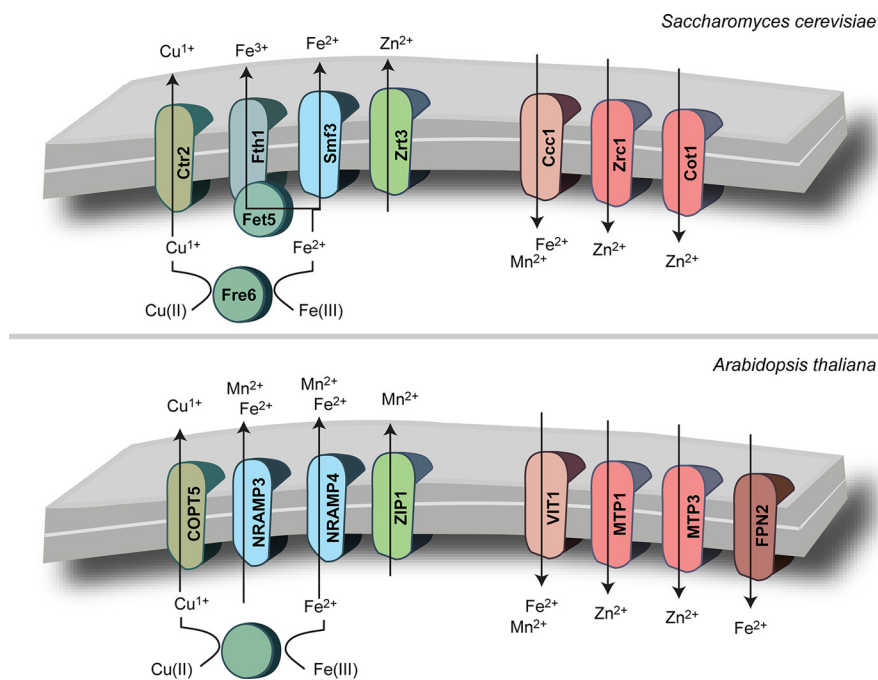 Saccharomyces cerevisiae
Cu¹⁺ Fe³⁺ Fe²⁺ Zn²⁺
Ctr2 Fth1 Smf3 Zrt3 Ccc1 Zrc1 Cot1
Fet5
Cu¹⁺ Fe²⁺ Fe²⁺ Zn²⁺ Zn²⁺
Mn²⁺
Fre6
Cu(II) Fe(III)
Arabidopsis thaliana
Mn²⁺ Mn²⁺
Cu¹⁺ Fe²⁺ Fe²⁺ Mn²⁺
COPT5 NRAMP3 NRAMP4 ZIP1 VIT1 MTP1 MTP3 FPN2
Cu¹⁺ Fe²⁺ Fe²⁺ Zn²⁺ Zn²⁺ Fe²⁺
Mn²⁺
Cu(II) Fe(III)